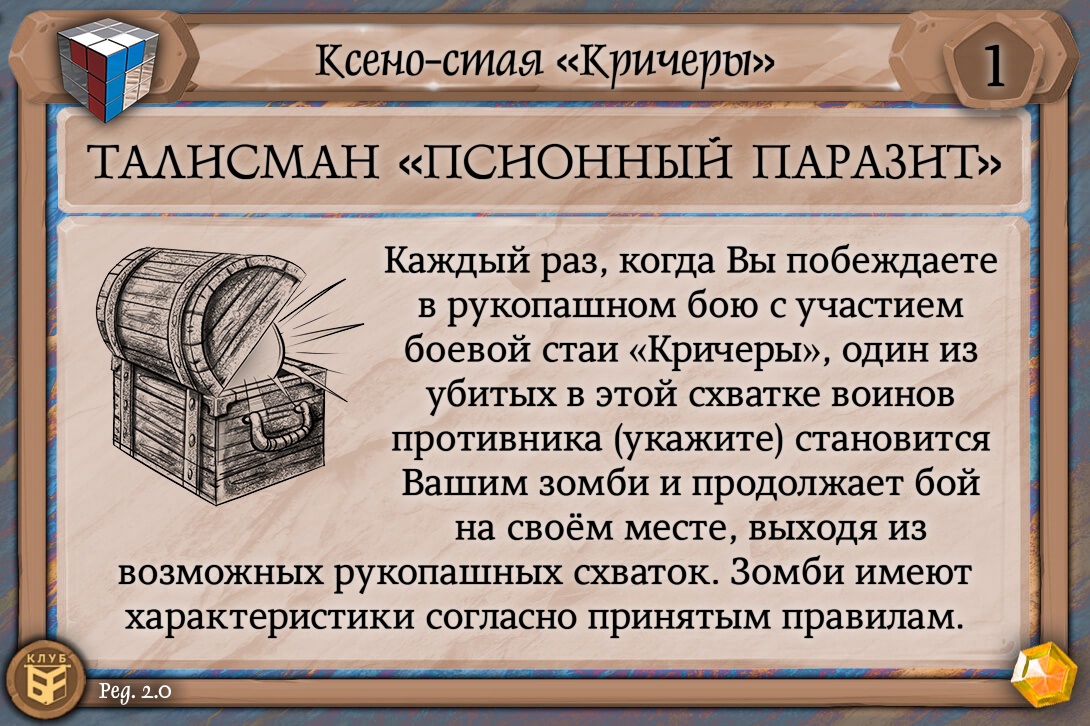 Ксено-стая «Кричеры»
1
ТАЛИСМАН «ПСИОННЫЙ ПАРАЗИТ»
Каждый раз, когда Вы побеждаете
в рукопашном бою с участием
боевой стаи «Кричеры», один из
убитых в этой схватке воинов
противника (укажите) становится
Вашим зомби и продолжает бой
на своём месте, выходя из
возможных рукопашных схваток. Зомби имеют
характеристики согласно принятым правилам.
КЛУБ
Ред. 2.0